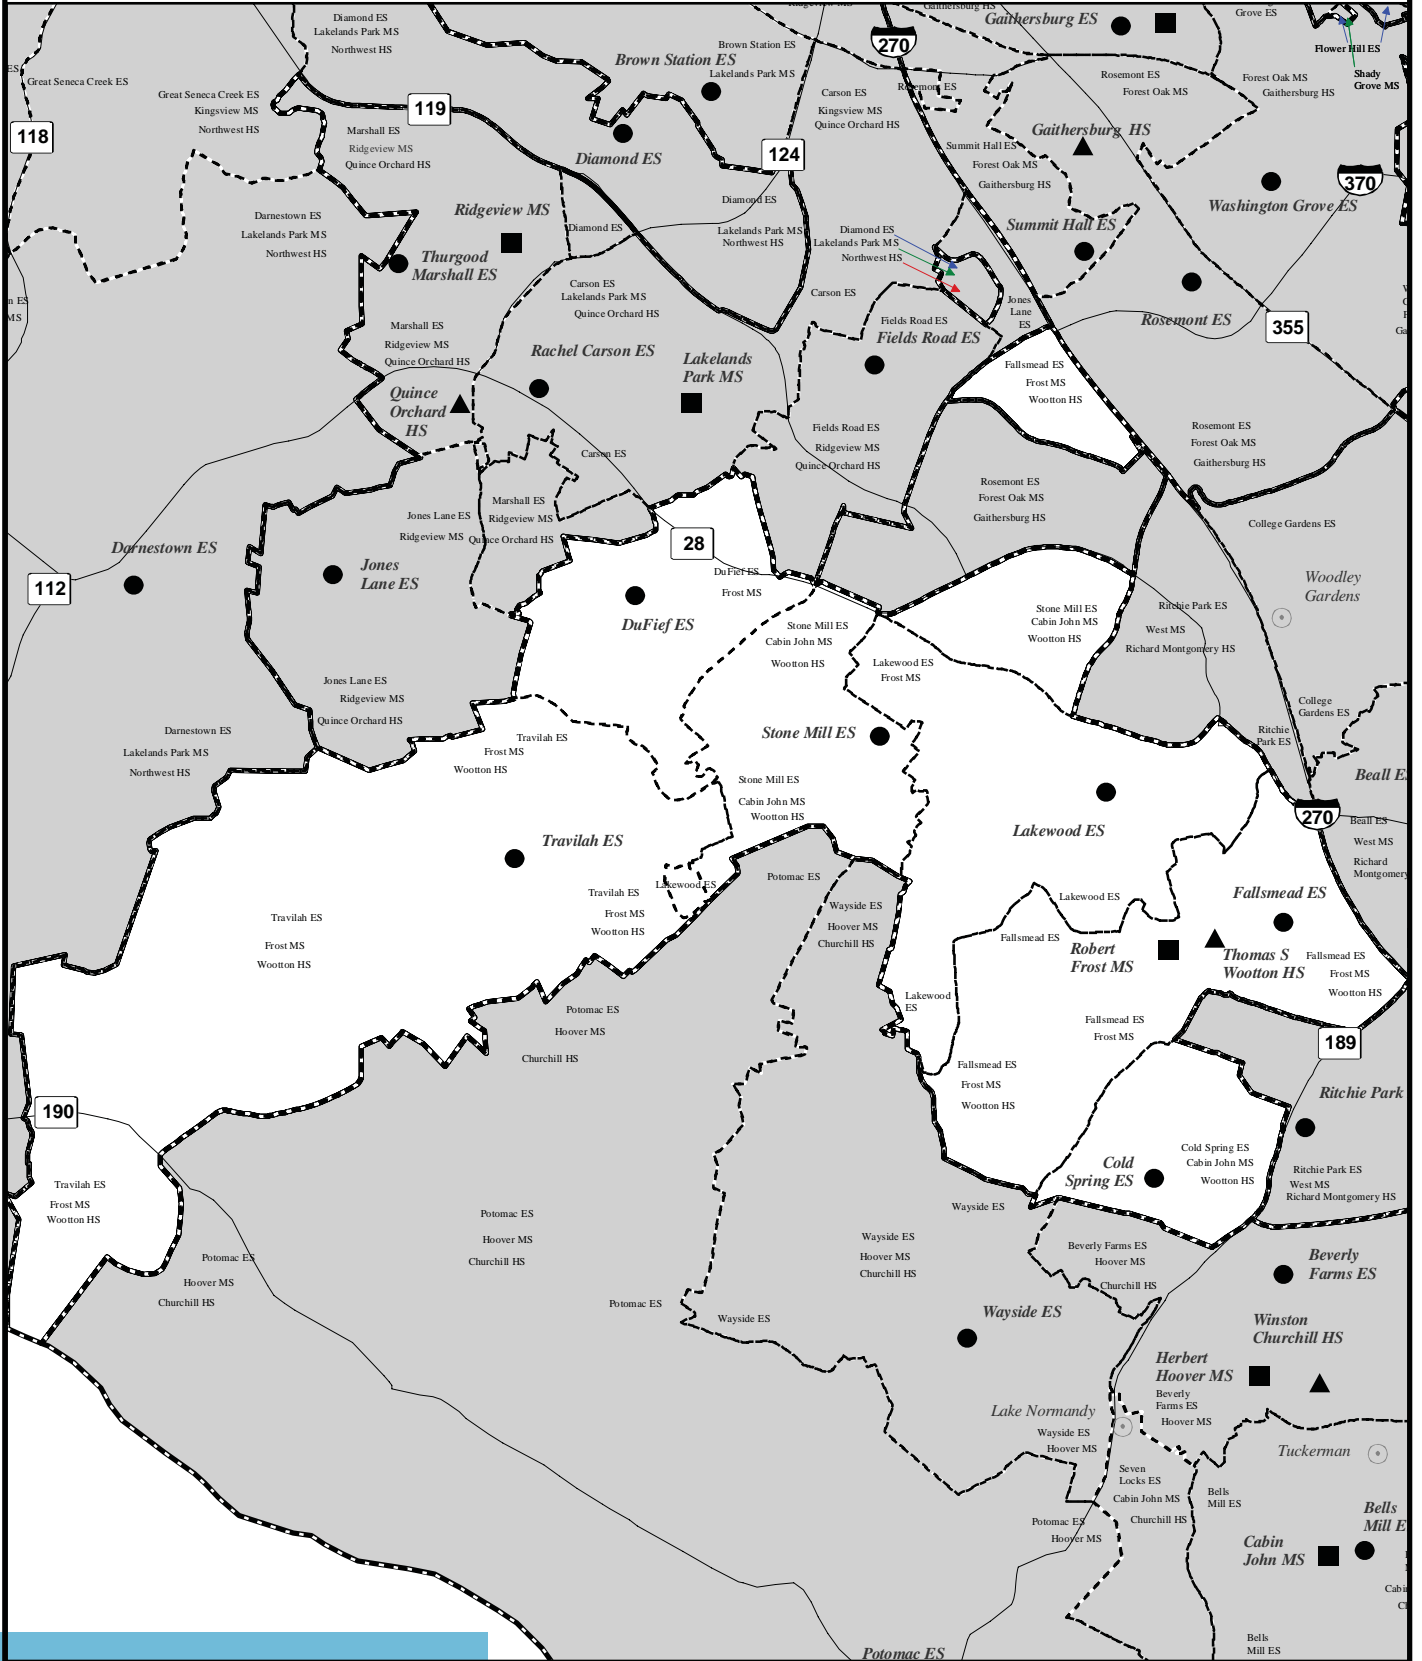 Diamond ES
Lakelands Park MS
Northwest HS
Great Seneca Creek ES
Great Seneca Creek ES
Kingsview MS
Northwest HS
118
119
Marshall ES
Ridgeview MS
Quince Orchard HS
Brown Station ES
Brown Station ES
Lakelands Park MS
Diamond ES
124
Carson ES
Kingsview MS
Quince Orchard HS
270
Gaithersburg HS
Gaithersburg ES
Grove ES
Flower Hill ES
Shady
Grove MS
Rosemont ES
Rosemont ES
Forest Oak MS
Forest Oak MS
Gaithersburg HS
Gaithersburg HS
Summit Hall ES
Forest Oak MS
Gaithersburg HS
370
Washington Grove ES
Summit Hall ES
Rosemont ES
355
Darnestown ES
Lakelands Park MS
Northwest HS
Ridgeview MS
Thurgood
Marshall ES
Diamond ES
Diamond ES
Lakelands Park MS
Northwest HS
Diamond ES
Lakelands Park MS
Northwest HS
Carson ES
Lakelands Park MS
Quince Orchard HS
Carson ES
Jones
Lane
ES
Marshall ES
Ridgeview MS
Quince Orchard HS
Rachel Carson ES
Lakelands
Park MS
Fields Road ES
Fields Road ES
Fallsmead ES
Frost MS
Wootton HS
Quince
Orchard
HS
Carson ES
Fields Road ES
Ridgeview MS
Quince Orchard HS
Rosemont ES
Forest Oak MS
Gaithersburg HS
Rosemont ES
Forest Oak MS
Gaithersburg HS
Marshall ES
Ridgeview MS
Quince Orchard HS
Jones Lane ES
Ridgeview MS
College Gardens ES
Darnestown ES
112
Jones
Lane ES
28
DuFief ES
Frost MS
DuFief ES
Woodley
Gardens
Stone Mill ES
Cabin John MS
Wootton HS
Stone Mill ES
Cabin John MS
Wootton HS
Ritchie Park ES
West MS
Richard Montgomery HS
Lakewood ES
Frost MS
Jones Lane ES
Ridgeview MS
Quince Orchard HS
Darnestown ES
Lakelands Park MS
Northwest HS
Travilah ES
Frost MS
Wootton HS
Stone Mill ES
College
Gardens ES
Ritchie
Park ES
Stone Mill ES
Cabin John MS
Wootton HS
Lakewood ES
270
Beall ES
West MS
Richard
Travilah ES
Travilah ES
Frost MS
Wootton HS
Lakewood ES
Potomac ES
Wayside ES
Hoover MS
Churchill HS
Lakewood ES
Fallsmead ES
Fallsmead ES
Travilah ES
Frost MS
Wootton HS
Robert
Frost MS
Thomas S
Wootton HS
Fallsmead ES
Frost MS
Wootton HS
Lakewood
ES
Potomac ES
Hoover MS
Churchill HS
Fallsmead ES
Frost MS
189
Fallsmead ES
Frost MS
Wootton HS
Ritchie Park
190
Cold
Spring ES
Cold Spring ES
Cabin John MS
Wootton HS
Ritchie Park ES
West MS
Richard Montgomery HS
Travilah ES
Frost MS
Wootton HS
Potomac ES
Hoover MS
Churchill HS
Potomac ES
Hoover MS
Churchill HS
Wayside ES
Wayside ES
Hoover MS
Churchill HS
Beverly Farms ES
Hoover MS
Churchill HS
Beverly
Farms ES
Potomac ES
Wayside ES
Wayside ES
Winston
Churchill HS
Herbert
Hoover MS
Beverly
Farms ES
Hoover MS
Lake Normandy
Wayside ES
Hoover MS
Tuckerman
Seven
Locks ES
Cabin John MS
Churchill HS
Bells
Mill ES
Potomac ES
Hoover MS
Bells
Cabin
John MS
Bells
Mill ES
Potomac ES